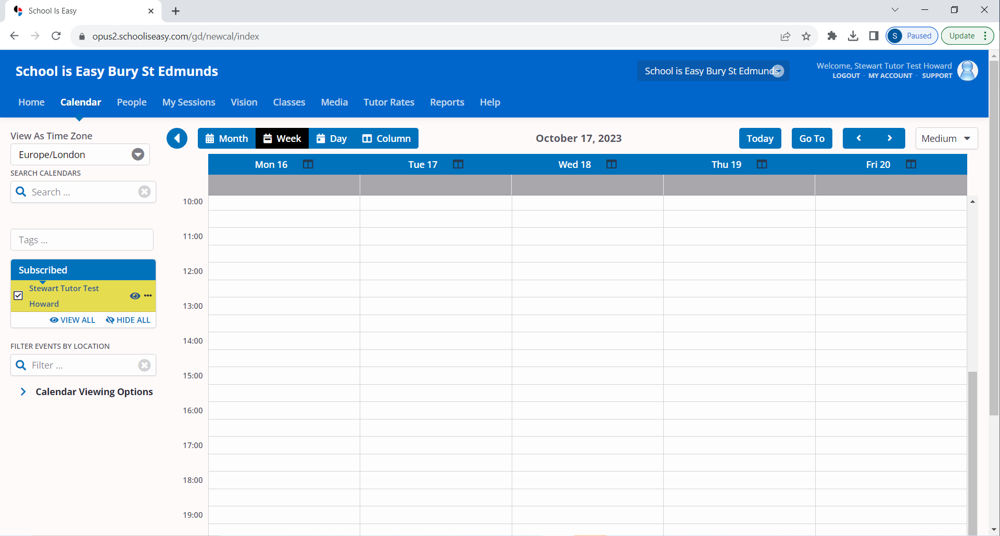 School Is Easy
opus2.schooliseasy.com/gd/newcal/index
S Paused Update
School is Easy Bury St Edmunds
School is Easy Bury St Edmunds
Welcome, Stewart Tutor Test Howard
LOGOUT · MY ACCOUNT · SUPPORT
Home Calendar People My Sessions Vision Classes Media Tutor Rates Reports Help
View As Time Zone
Europe/London
SEARCH CALENDARS
Search ...
Tags ...
Subscribed
Stewart Tutor Test
Howard
VIEW ALL HIDE ALL
FILTER EVENTS BY LOCATION
Filter ...
Calendar Viewing Options
Month Week Day Column
October 17, 2023
Today Go To Medium
Mon 16 Tue 17 Wed 18 Thu 19 Fri 20
10:00
11:00
12:00
13:00
14:00
15:00
16:00
17:00
18:00
19:00